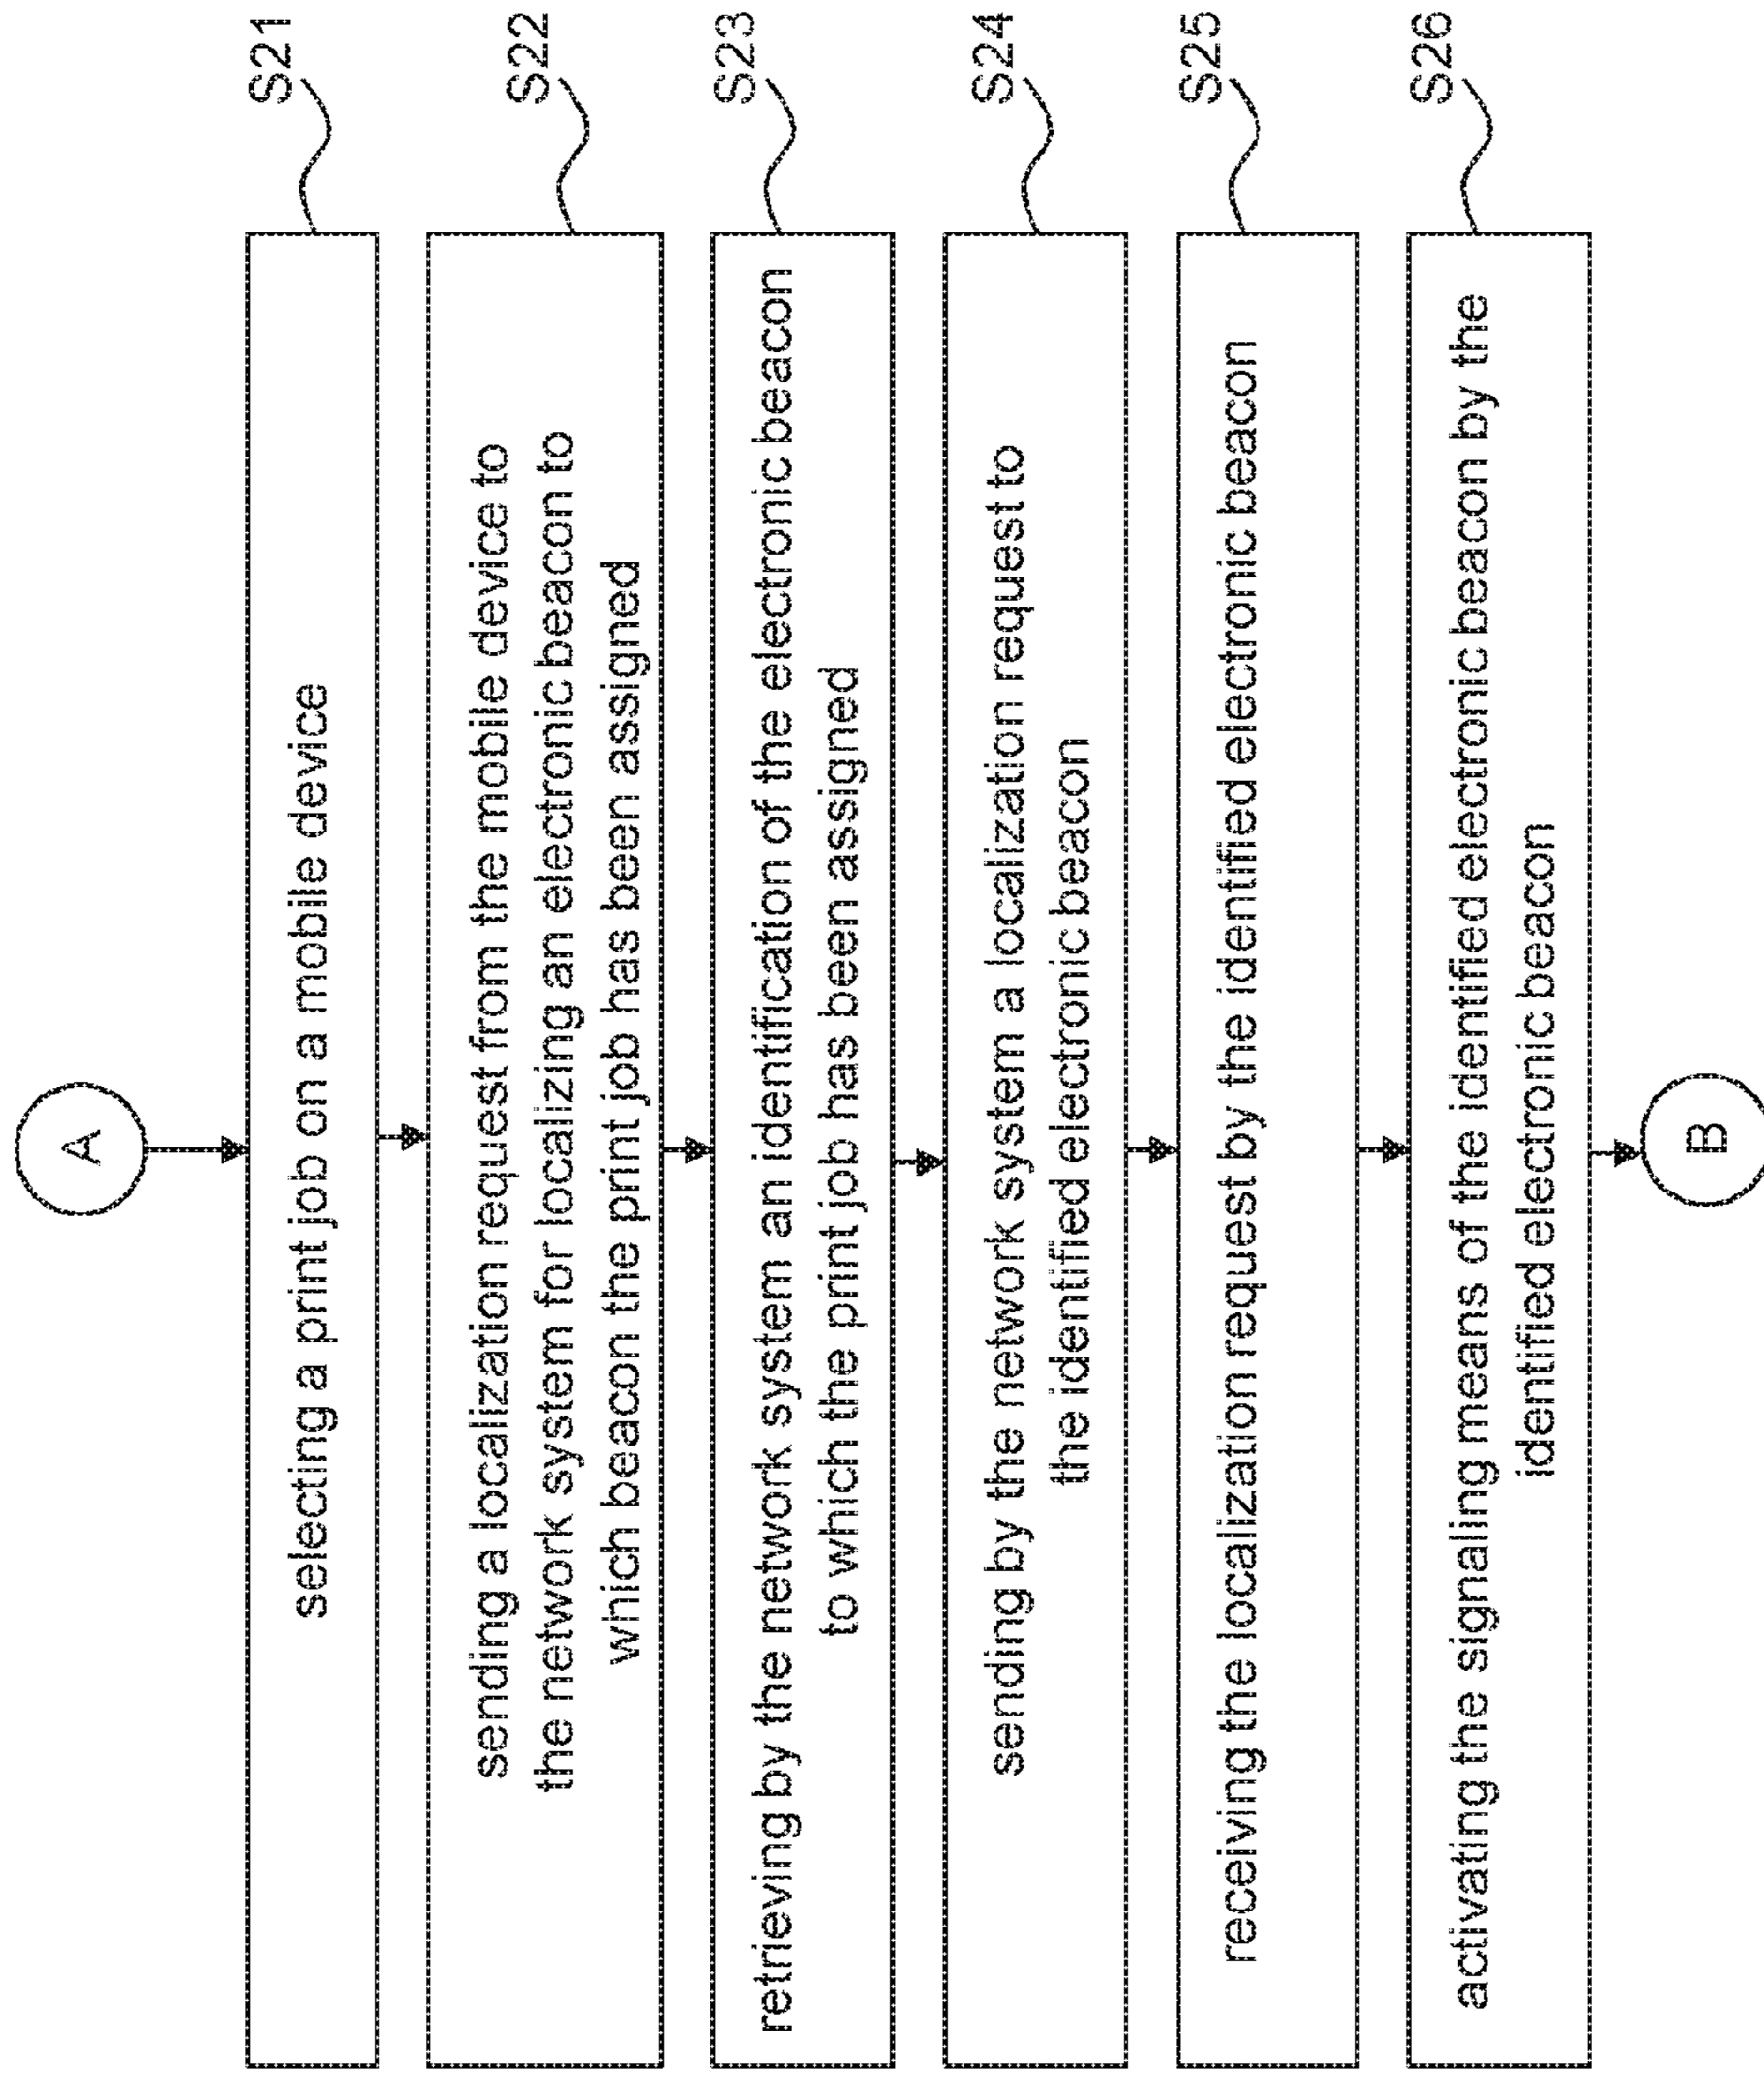 A
S21
selecting a print job on a mobile device
S22
sending a localization request from the mobile device to
the network system for localizing an electronic beacon to
which beacon the print job has been assigned
S23
retrieving by the network system an identification of the electronic beacon
to which the print job has been assigned
S24
sending by the network system a localization request to
the identified electronic beacon
S25
receiving the localization request by the identified electronic beacon
S26
activating the signaling means of the identified electronic beacon by the
identified electronic beacon
B